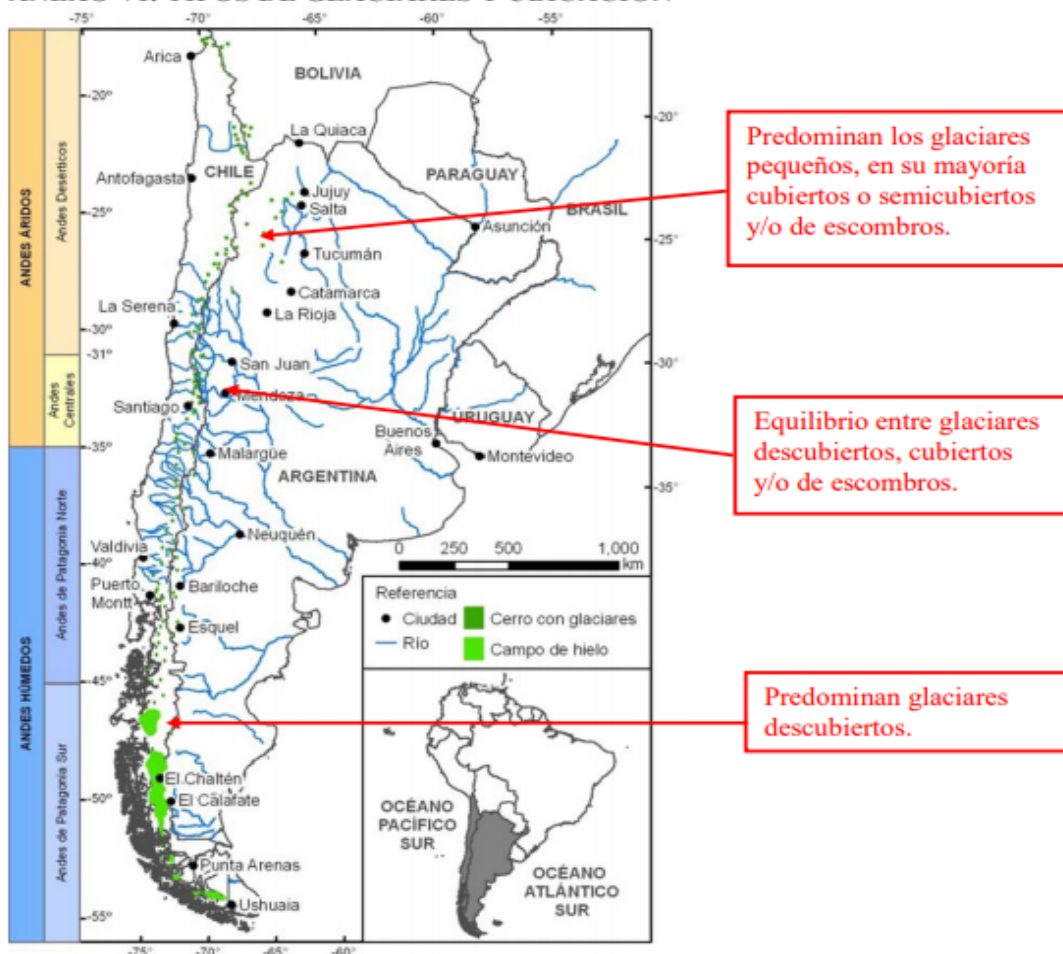 ANEXO VI: TIPOS DE GLACIARES Y UBICACIÓN
-75° -70° -65° -60° -55°
ANDES ÁRIDOS
Andes Desérticos
Andes Centrales
ANDES HÚMEDOS
Andes de Patagonia Norte
Andes de Patagonia Sur
-20°
-25°
-30°
-31°
-35°
-40°
-45°
-50°
-55°
Arica
BOLIVIA
La Quiaca
CHILE
PARAGUAY
Antofagasta
Jujuy
Salta
BRASIL
Asunción
Tucumán
Catamarca
La Serena
La Rioja
San Juan
Mendoza
Santiago
URUGUAY
Buenos
Aires
Montevideo
Malargüe
ARGENTINA
Neuquén
Valdivia
Puerto
Montt
Bariloche
Esquel
El Chaltén
El Calafate
Punta Arenas
Ushuaia
-20°
-25°
-30°
-35°
0 250 500 1,000
km
Referencia
Ciudad
Cerro con glaciares
Río
Campo de hielo
OCÉANO
PACÍFICO
SUR
OCÉANO
ATLÁNTICO
SUR
-75° -70° -65° -60°
Predominan los glaciares
pequeños, en su mayoría
cubiertos o semicubiertos
y/o de escombros.
Equilibrio entre glaciares
descubiertos, cubiertos
y/o de escombros.
Predominan glaciares
descubiertos.